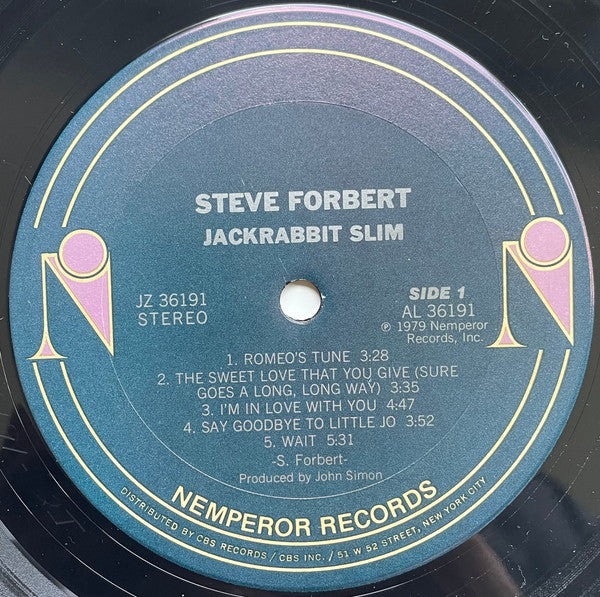 STEVE FORBERT
JACKRABBIT SLIM
JZ 36191
STEREO
SIDE 1
AL 36191
℗ 1979 Nemperor
Records, Inc.
1. ROMEO'S TUNE 3:28
2. THE SWEET LOVE THAT YOU GIVE (SURE
GOES A LONG, LONG WAY) 3:35
3. I'M IN LOVE WITH YOU 4:47
4. SAY GOODBYE TO LITTLE JO 3:52
5. WAIT 5:31
-S. Forbert-
Produced by John Simon
NEMPEROR RECORDS
DISTRIBUTED BY CBS RECORDS / CBS INC. / 51 W 52 STREET, NEW YORK CITY